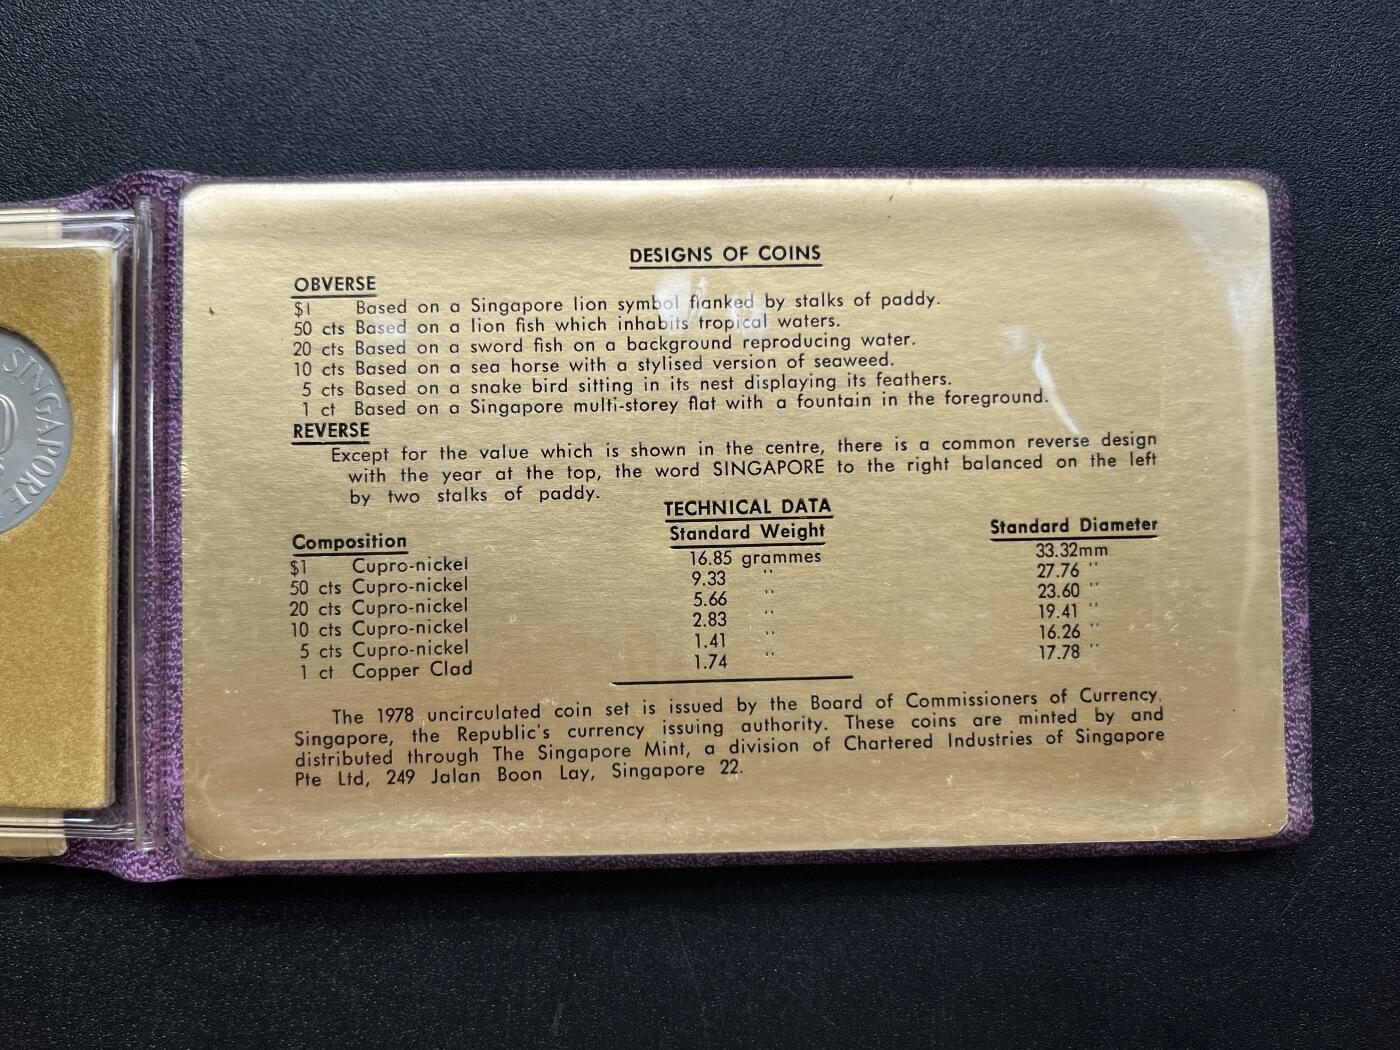 SINGAPORE
DESIGNS OF COINS
OBVERSE
$1 Based on a Singapore lion symbol flanked by stalks of paddy.
50 cts Based on a lion fish which inhabits tropical waters.
20 cts Based on a sword fish on a background reproducing water.
10 cts Based on a sea horse with a stylised version of seaweed.
5 cts Based on a snake bird sitting in its nest displaying its feathers.
1 ct Based on a Singapore multi-storey flat with a fountain in the foreground.
REVERSE
Except for the value which is shown in the centre, there is a common reverse design
with the year at the top, the word SINGAPORE to the right balanced on the left
by two stalks of paddy.
TECHNICAL DATA
Composition Standard Weight Standard Diameter
$1 Cupro-nickel 16.85 grammes 33.32mm
50 cts Cupro-nickel 9.33 " 27.76 "
20 cts Cupro-nickel 5.66 " 23.60 "
10 cts Cupro-nickel 2.83 " 19.41 "
5 cts Cupro-nickel 1.41 " 16.26 "
1 ct Copper Clad 1.74 " 17.78 "
The 1978 uncirculated coin set is issued by the Board of Commissioners of Currency,
Singapore, the Republic's currency issuing authority. These coins are minted by and
distributed through The Singapore Mint, a division of Chartered Industries of Singapore
Pte Ltd, 249 Jalan Boon Lay, Singapore 22.